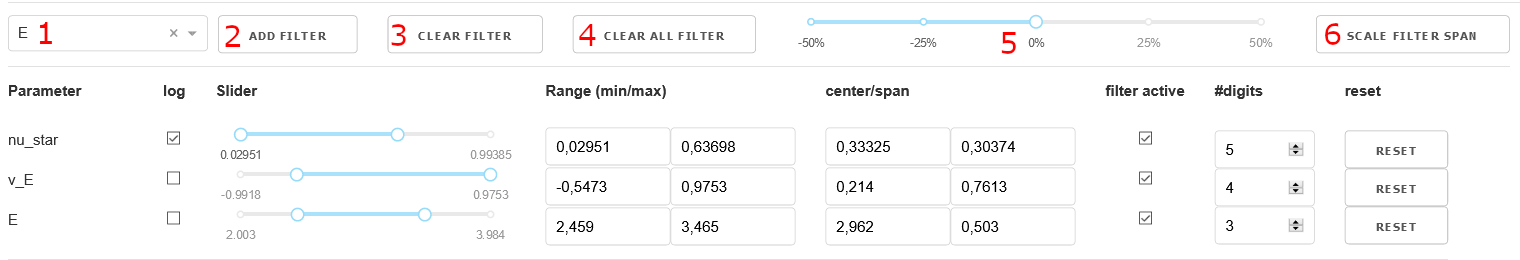 E 1 × 2 ADD FILTER 3 CLEAR FILTER 4 CLEAR ALL FILTER 5 6 SCALE FILTER SPAN
-50% -25% 0% 25% 50%
Parameter log Slider Range (min/max) center/span filter active #digits reset
nu_star 0,02951 0,63698 0,33325 0,30374 5 RESET
0.02951 0.99385
v_E -0,5473 0,9753 0,214 0,7613 4 RESET
-0.9918 0.9753
E 2,459 3,465 2,962 0,503 3 RESET
2.003 3.984